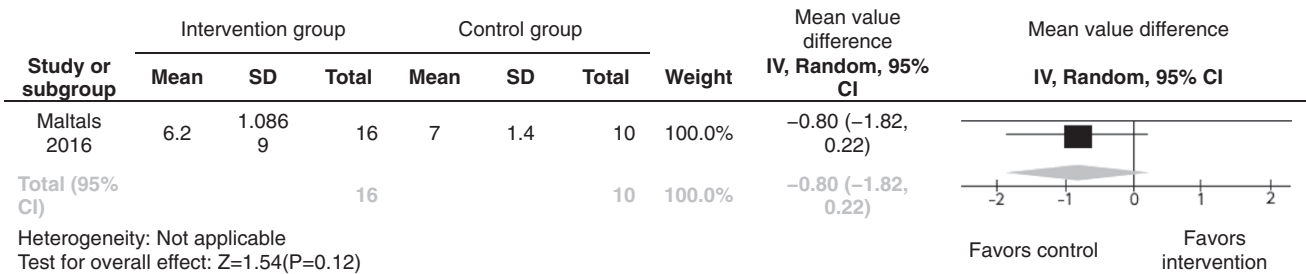 Intervention group Control group Mean value difference Mean value difference
Study or subgroup Mean SD Total Mean SD Total Weight IV, Random, 95% CI IV, Random, 95% CI
Maltals 2016 6.2 1.086 9 16 7 1.4 10 100.0% −0.80 (−1.82, 0.22)
Total (95% CI) 16 10 100.0% −0.80 (−1.82, 0.22)
-2 -1 0 1 2
Heterogeneity: Not applicable
Test for overall effect: Z=1.54(P=0.12)
Favors control Favors intervention